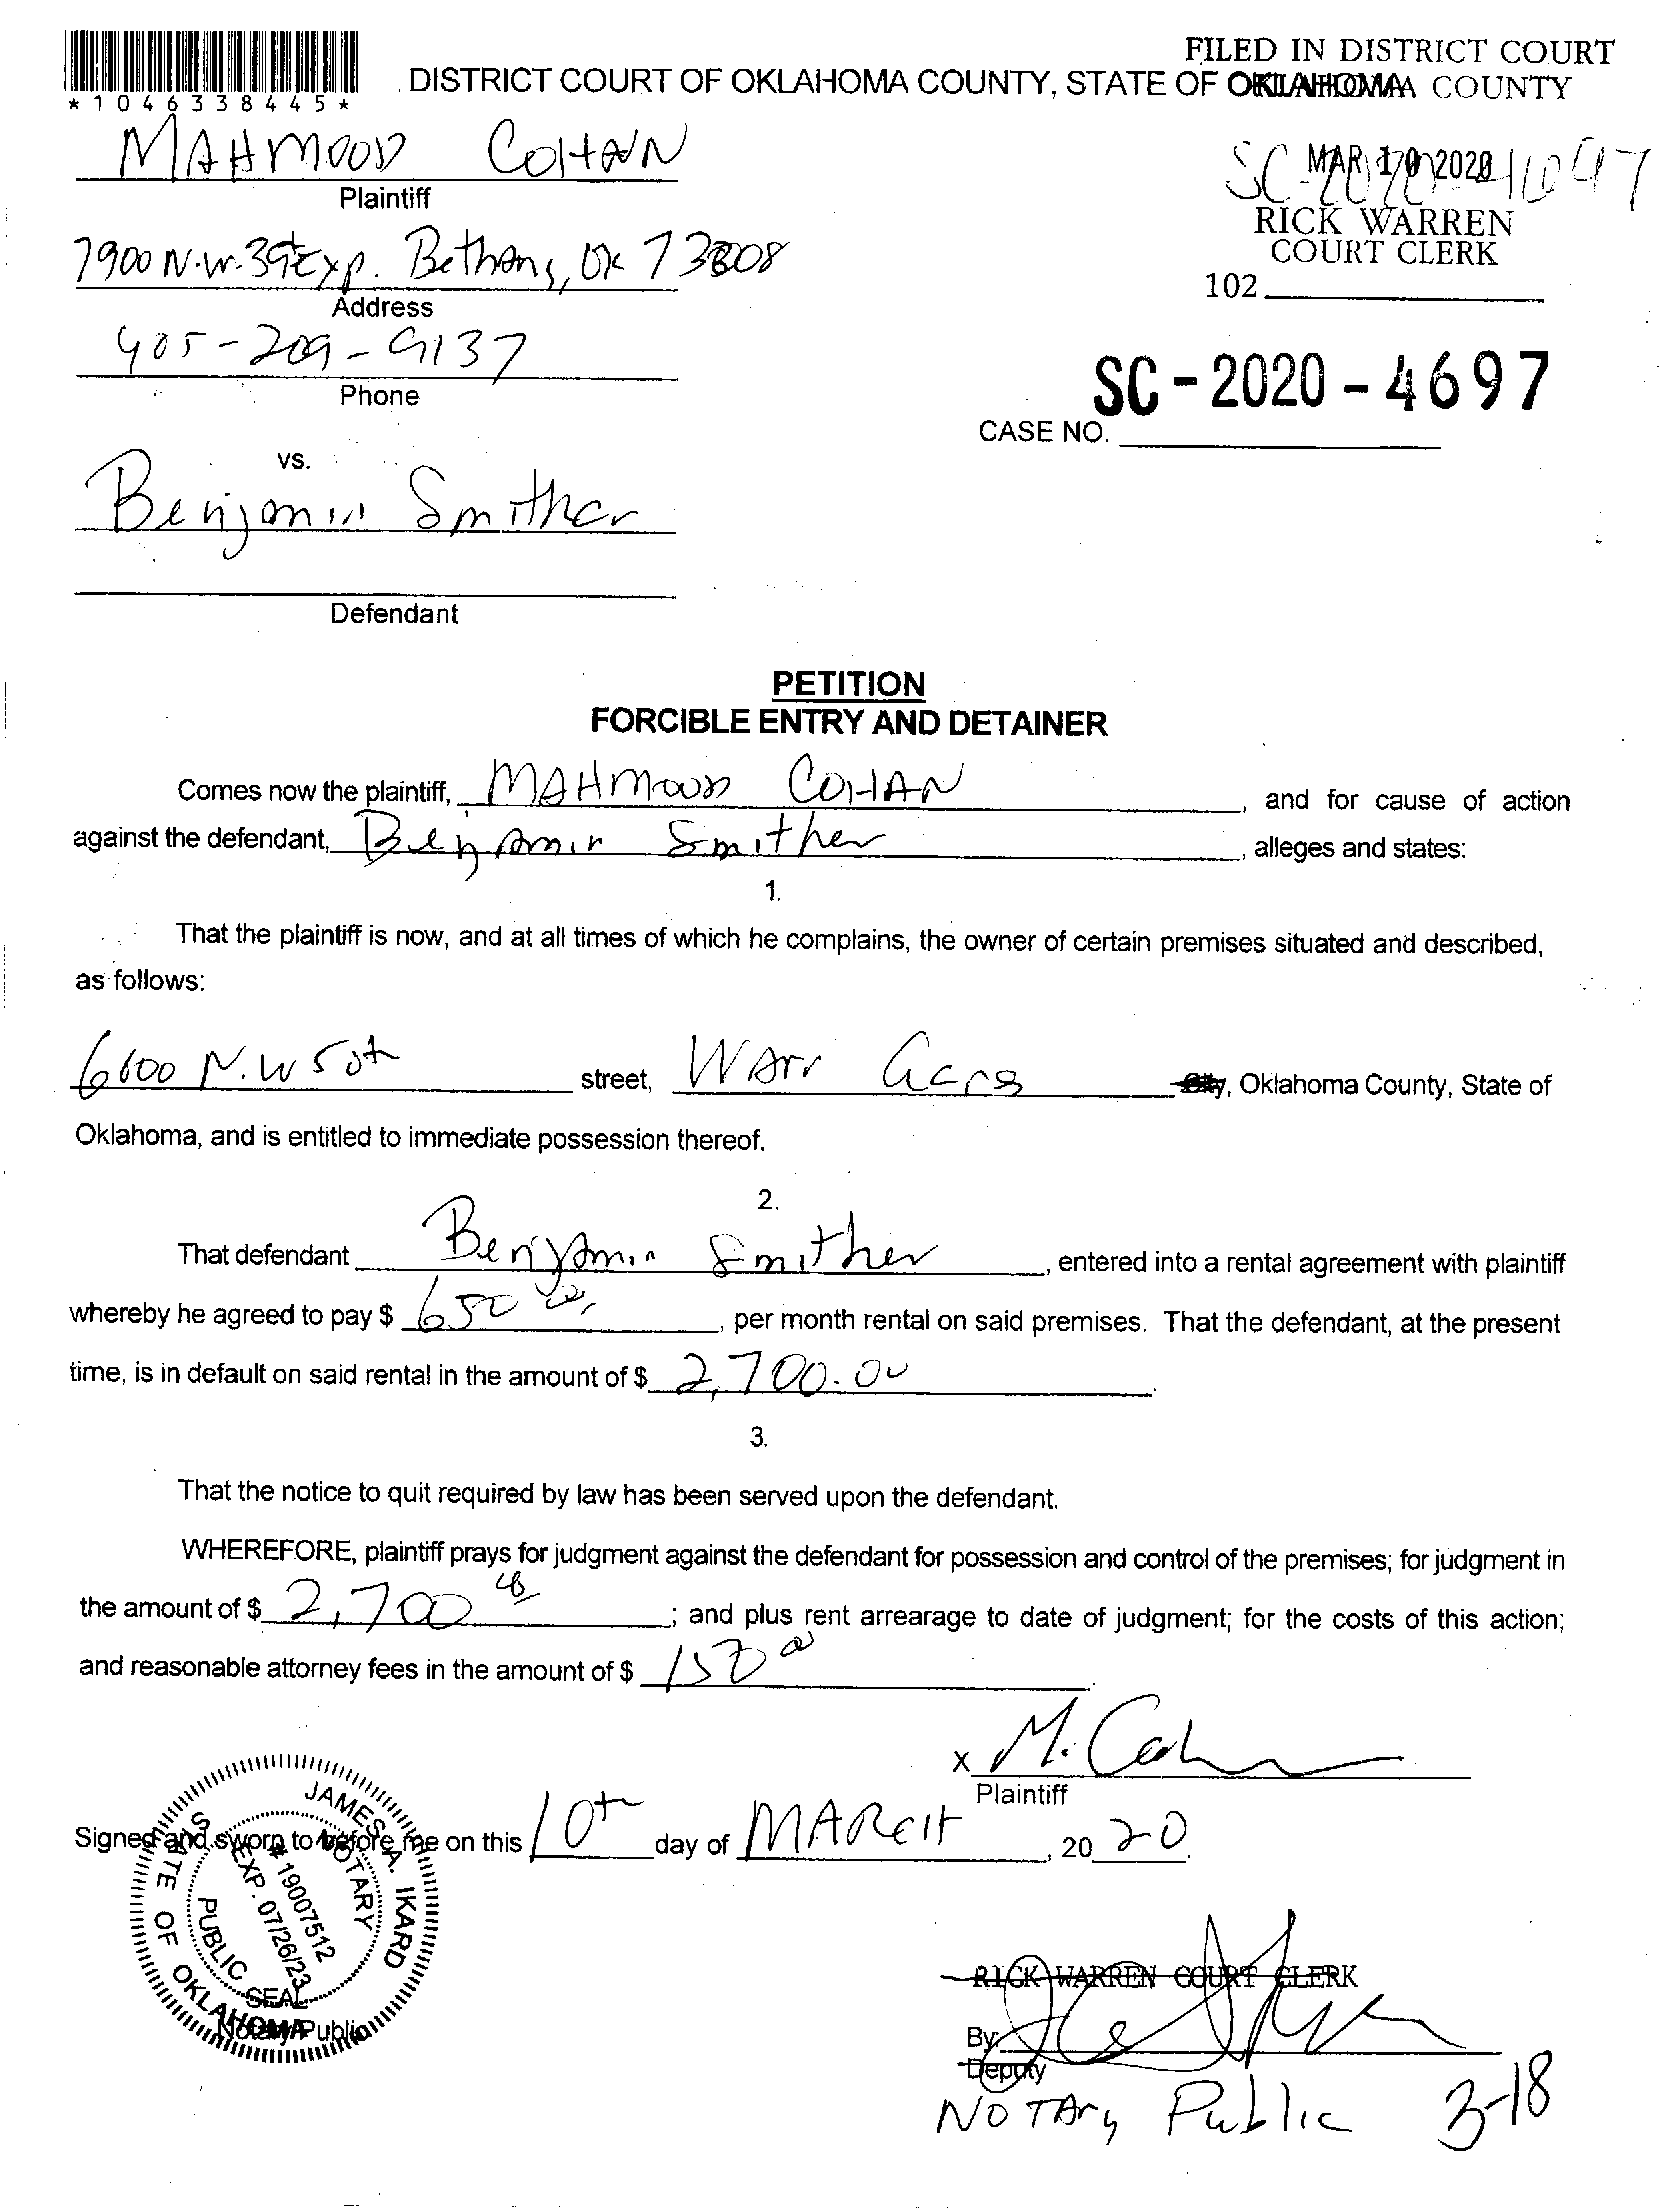 FILED IN DISTRICT COURT
DISTRICT COURT OF OKLAHOMA COUNTY, STATE OF OKLAHOMA COUNTY
*1046338445*
MAHMOOD COHAN
Plaintiff
MAR 10 2020
RICK WARREN
COURT CLERK
102
7900 N.W. 39 Exp. Bethany, OK 73008
Address
405-209-9137
Phone
SC-2020-4697
CASE NO.
vs.
Benjamin Smither
Defendant
PETITION
FORCIBLE ENTRY AND DETAINER
Comes now the plaintiff, MAHMOOD COHAN, and for cause of action
against the defendant, Benjamin Smither, alleges and states:
1.
That the plaintiff is now, and at all times of which he complains, the owner of certain premises situated and described,
as follows:
6600 N.W 50th street, WArr Acres City, Oklahoma County, State of
Oklahoma, and is entitled to immediate possession thereof.
2.
That defendant Benjamin Smither, entered into a rental agreement with plaintiff
whereby he agreed to pay $ 650 00, per month rental on said premises. That the defendant, at the present
time, is in default on said rental in the amount of $ 2,700.00.
3.
That the notice to quit required by law has been served upon the defendant.
WHEREFORE, plaintiff prays for judgment against the defendant for possession and control of the premises; for judgment in
the amount of $ 2,700 00; and plus rent arrearage to date of judgment; for the costs of this action;
and reasonable attorney fees in the amount of $ 150 00.
x M. Cohan
Plaintiff
Signed and sworn to before me on this 10th day of MARCH, 2020.
JAMES A. IKARD
NOTARY PUBLIC
STATE OF OKLAHOMA
# 19007512
EXP. 07/26/23
SEAL
Notary Public
RICK WARREN COURT CLERK
By:
Deputy
NOTAry Public 3-18